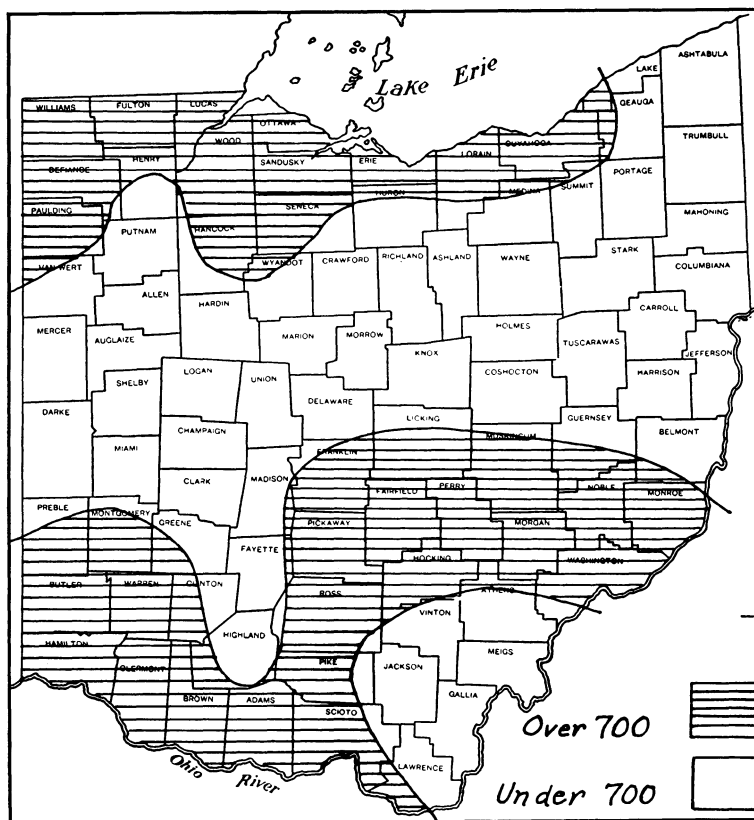 Lake Erie
ASHTABULA
LAKE
GEAUGA
WILLIAMS
FULTON
LUCAS
OTTAWA
WOOD
CUYAHOGA
TRUMBULL
HENRY
SANDUSKY
ERIE
LORAIN
DEFIANCE
PORTAGE
SUMMIT
HURON
MEDINA
PAULDING
SENECA
MAHONING
PUTNAM
HANCOCK
STARK
VAN WERT
WYANDOT
CRAWFORD
RICHLAND
ASHLAND
WAYNE
COLUMBIANA
ALLEN
HARDIN
CARROLL
MERCER
AUGLAIZE
MARION
MORROW
HOLMES
TUSCARAWAS
JEFFERSON
KNOX
LOGAN
UNION
COSHOCTON
HARRISON
SHELBY
DELAWARE
DARKE
LICKING
GUERNSEY
CHAMPAIGN
BELMONT
MUSKINGUM
MIAMI
FRANKLIN
CLARK
MADISON
FAIRFIELD
PERRY
NOBLE
MONROE
PREBLE
MONTGOMERY
GREENE
PICKAWAY
MORGAN
FAYETTE
HOCKING
WASHINGTON
BUTLER
WARREN
CLINTON
ROSS
ATHENS
VINTON
HIGHLAND
HAMILTON
MEIGS
CLERMONT
PIKE
JACKSON
BROWN
ADAMS
GALLIA
SCIOTO
Over 700
Ohio River
LAWRENCE
Under 700